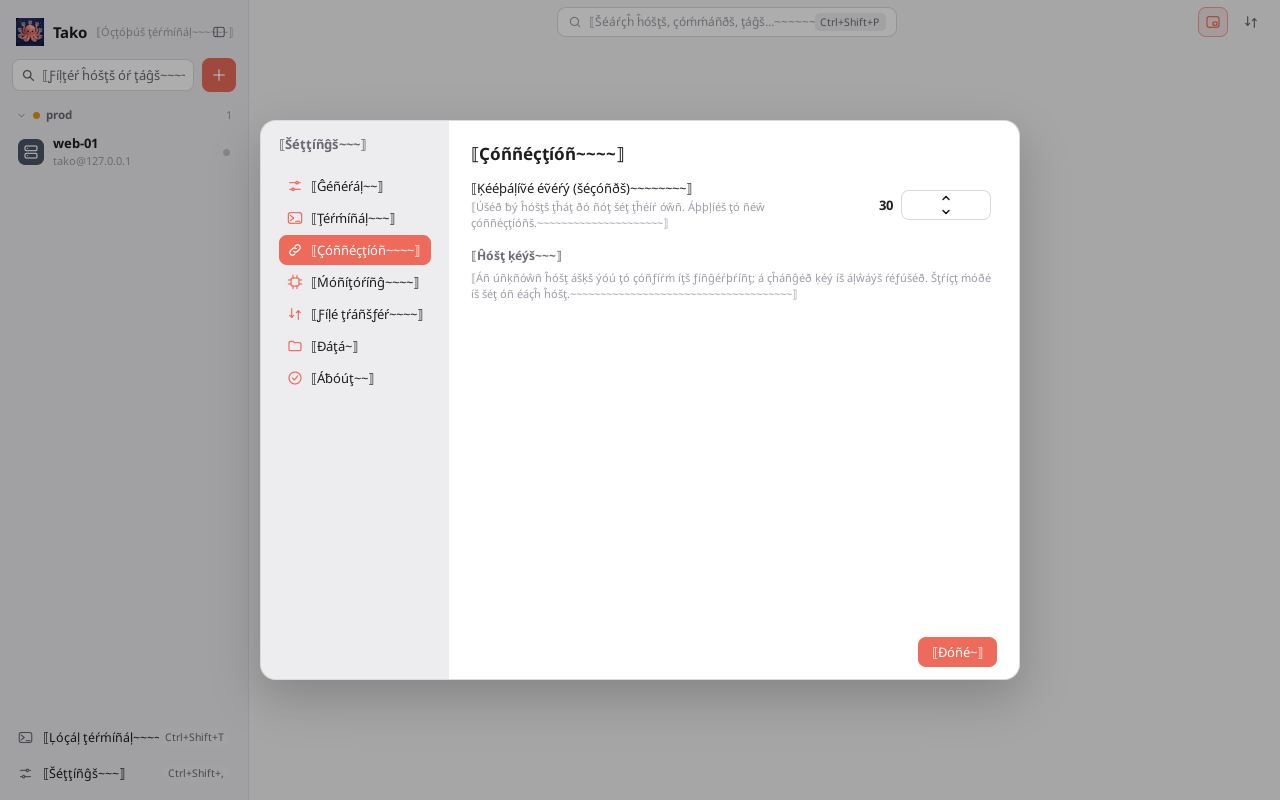 Tako
⟦Óçţóþúš ţéŕḿíñáļ~~~~⟧
⟦Šéáŕçĥ ĥóšţš, çóḿḿáñðš, ţáĝš…~~~~~~ Ctrl+Shift+P
⟦Ƒíļţéŕ ĥóšţš óŕ ţáĝš~~~~
prod 1
web-01
tako@127.0.0.1
⟦Šéţţíñĝš~~~⟧
⟦Ĝéñéŕáļ~~⟧
⟦Ţéŕḿíñáļ~~~⟧
⟦Çóññéçţíóñ~~~~⟧
⟦Ḿóñíţóŕíñĝ~~~~⟧
⟦Ƒíļé ţŕáñšƒéŕ~~~~⟧
⟦Ðáţá~⟧
⟦Áƀóúţ~~⟧
⟦Çóññéçţíóñ~~~~⟧
⟦Ķééþáļíṽé éṽéŕý (šéçóñðš)~~~~~~~~⟧
⟦Úšéð ƀý ĥóšţš ţĥáţ ðó ñóţ šéţ ţĥéíŕ óŵñ. Áþþļíéš ţó ñéŵ
çóññéçţíóñš.~~~~~~~~~~~~~~~~~~~~~⟧
30
⟦Ĥóšţ ķéýš~~~⟧
⟦Áñ úñķñóŵñ ĥóšţ ášķš ýóú ţó çóñƒíŕḿ íţš ƒíñĝéŕþŕíñţ; á çĥáñĝéð ķéý íš áļŵáýš ŕéƒúšéð. Šţŕíçţ ḿóðé
íš šéţ óñ éáçĥ ĥóšţ.~~~~~~~~~~~~~~~~~~~~~~~~~~~~~~~~~~~~~⟧
⟦Ðóñé~⟧
⟦Ļóçáļ ţéŕḿíñáļ~~~~ Ctrl+Shift+T
⟦Šéţţíñĝš~~~⟧ Ctrl+Shift+,